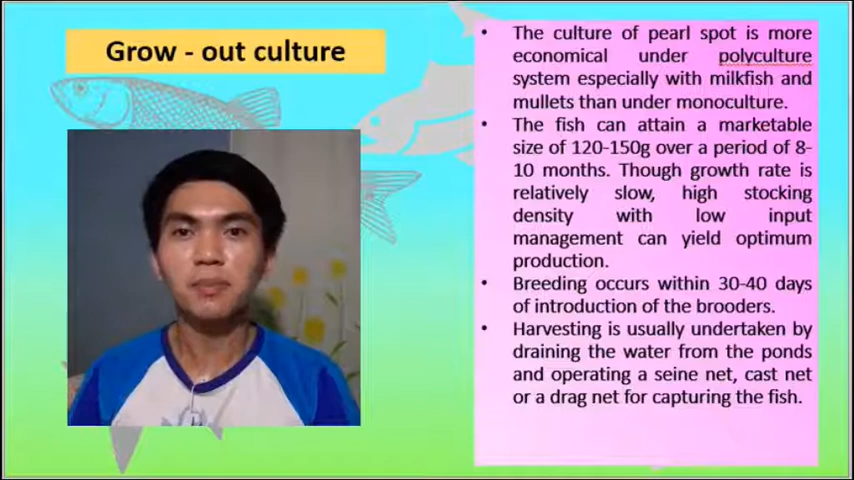 Grow - out culture
• The culture of pearl spot is more
economical under polyculture
system especially with milkfish and
mullets than under monoculture.
• The fish can attain a marketable
size of 120-150g over a period of 8-
10 months. Though growth rate is
relatively slow, high stocking
density with low input
management can yield optimum
production.
• Breeding occurs within 30-40 days
of introduction of the brooders.
• Harvesting is usually undertaken by
draining the water from the ponds
and operating a seine net, cast net
or a drag net for capturing the fish.